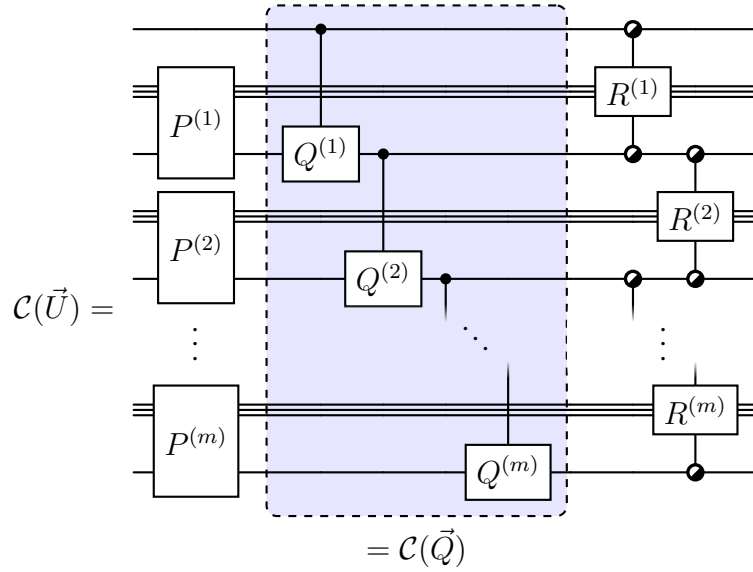 R^{(1)}
P^{(1)}
Q^{(1)}
R^{(2)}
P^{(2)}
Q^{(2)}
\mathcal{C}(\vec{U}) =
R^{(m)}
P^{(m)}
Q^{(m)}
= \mathcal{C}(\vec{Q})